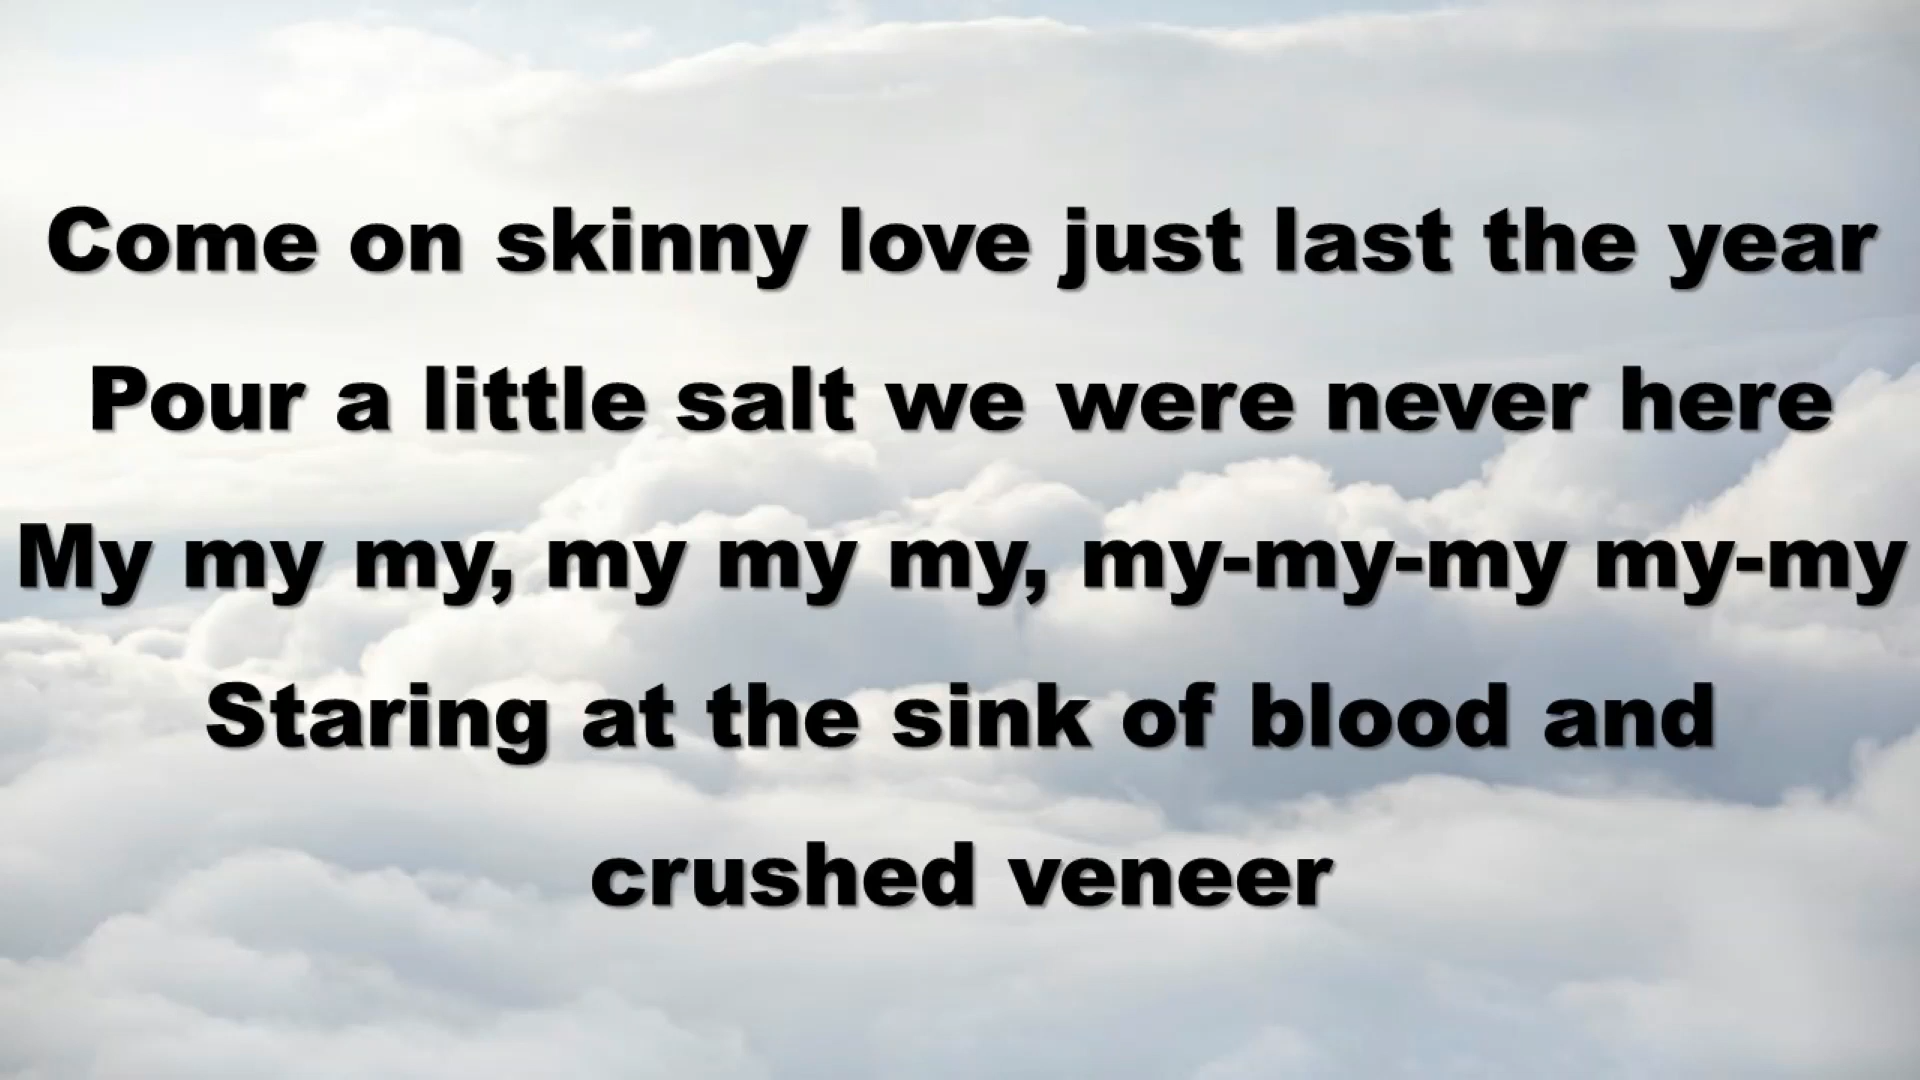 Come on skinny love just last the year
Pour a little salt we were never here
My my my, my my my, my-my-my my-my
Staring at the sink of blood and
crushed veneer